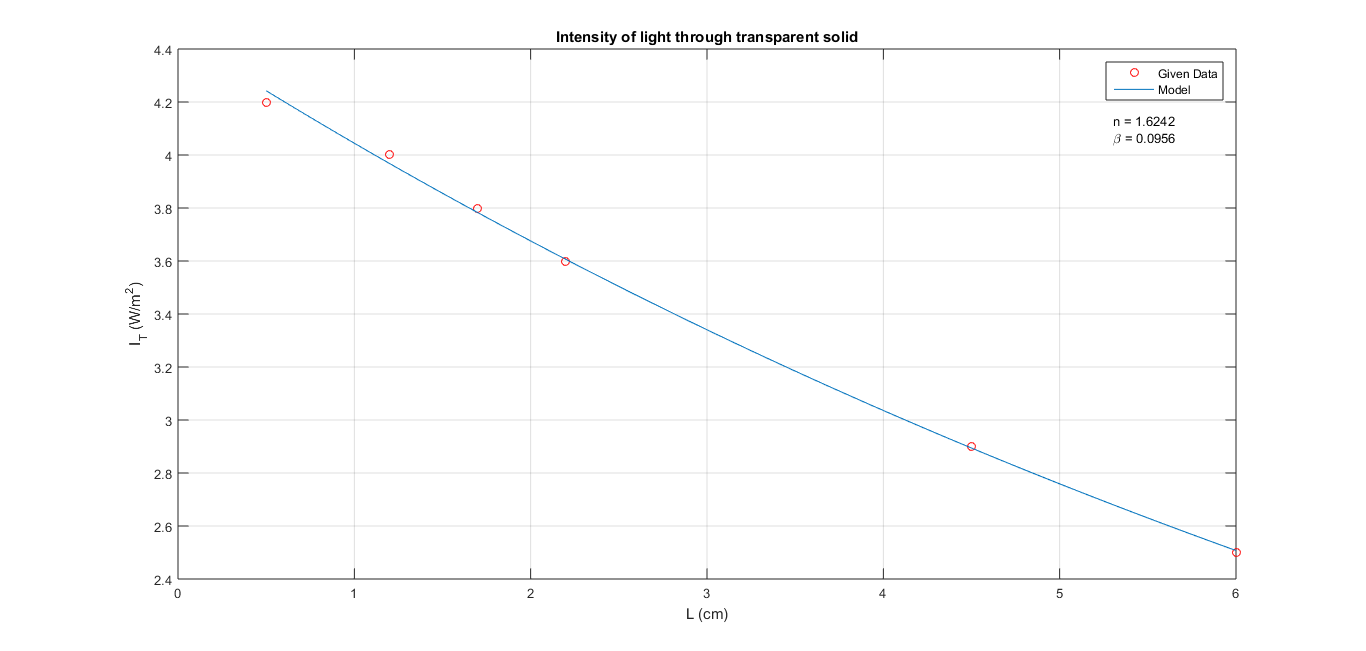 Intensity of light through transparent solid
4.4
4.2
4
3.8
3.6
3.4
3.2
3
2.8
2.6
2.4
I_T (W/m²)
Given Data
Model
n = 1.6242
β = 0.0956
0 1 2 3 4 5 6
L (cm)